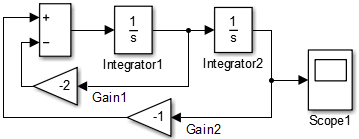 +
−
1
s
Integrator1
1
s
Integrator2
-2
Gain1
-1
Gain2
Scope1